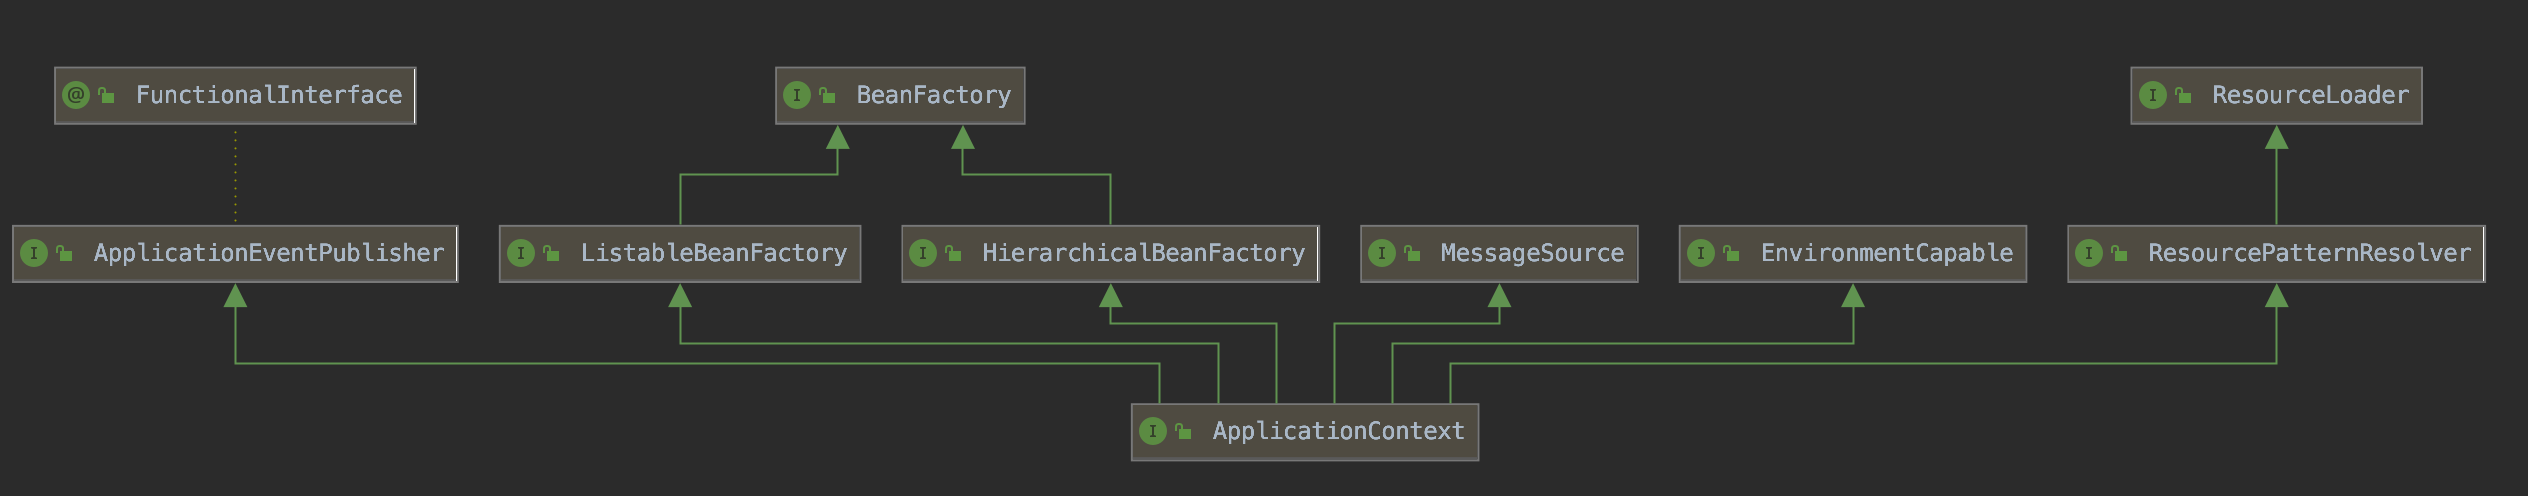 @ FunctionalInterface
I BeanFactory
I ResourceLoader
I ApplicationEventPublisher
I ListableBeanFactory
I HierarchicalBeanFactory
I MessageSource
I EnvironmentCapable
I ResourcePatternResolver
I ApplicationContext